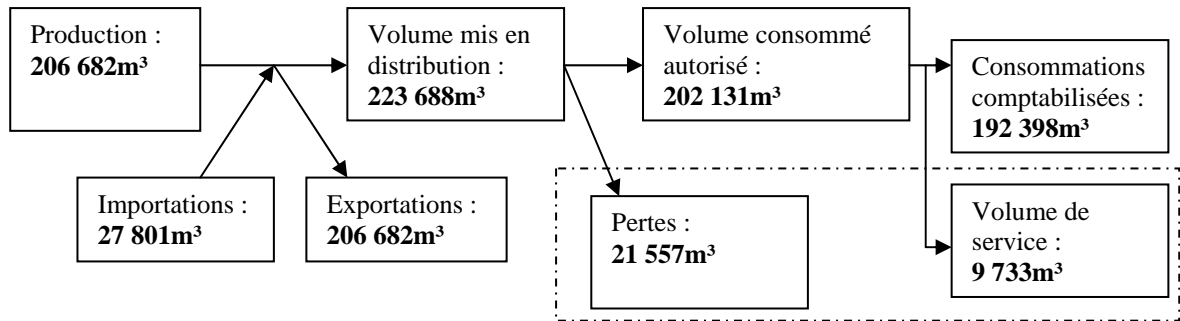 Production :
206 682m³
Volume mis en
distribution :
223 688m³
Volume consommé
autorisé :
202 131m³
Consommations
comptabilisées :
192 398m³
Importations :
27 801m³
Exportations :
206 682m³
Pertes :
21 557m³
Volume de
service :
9 733m³